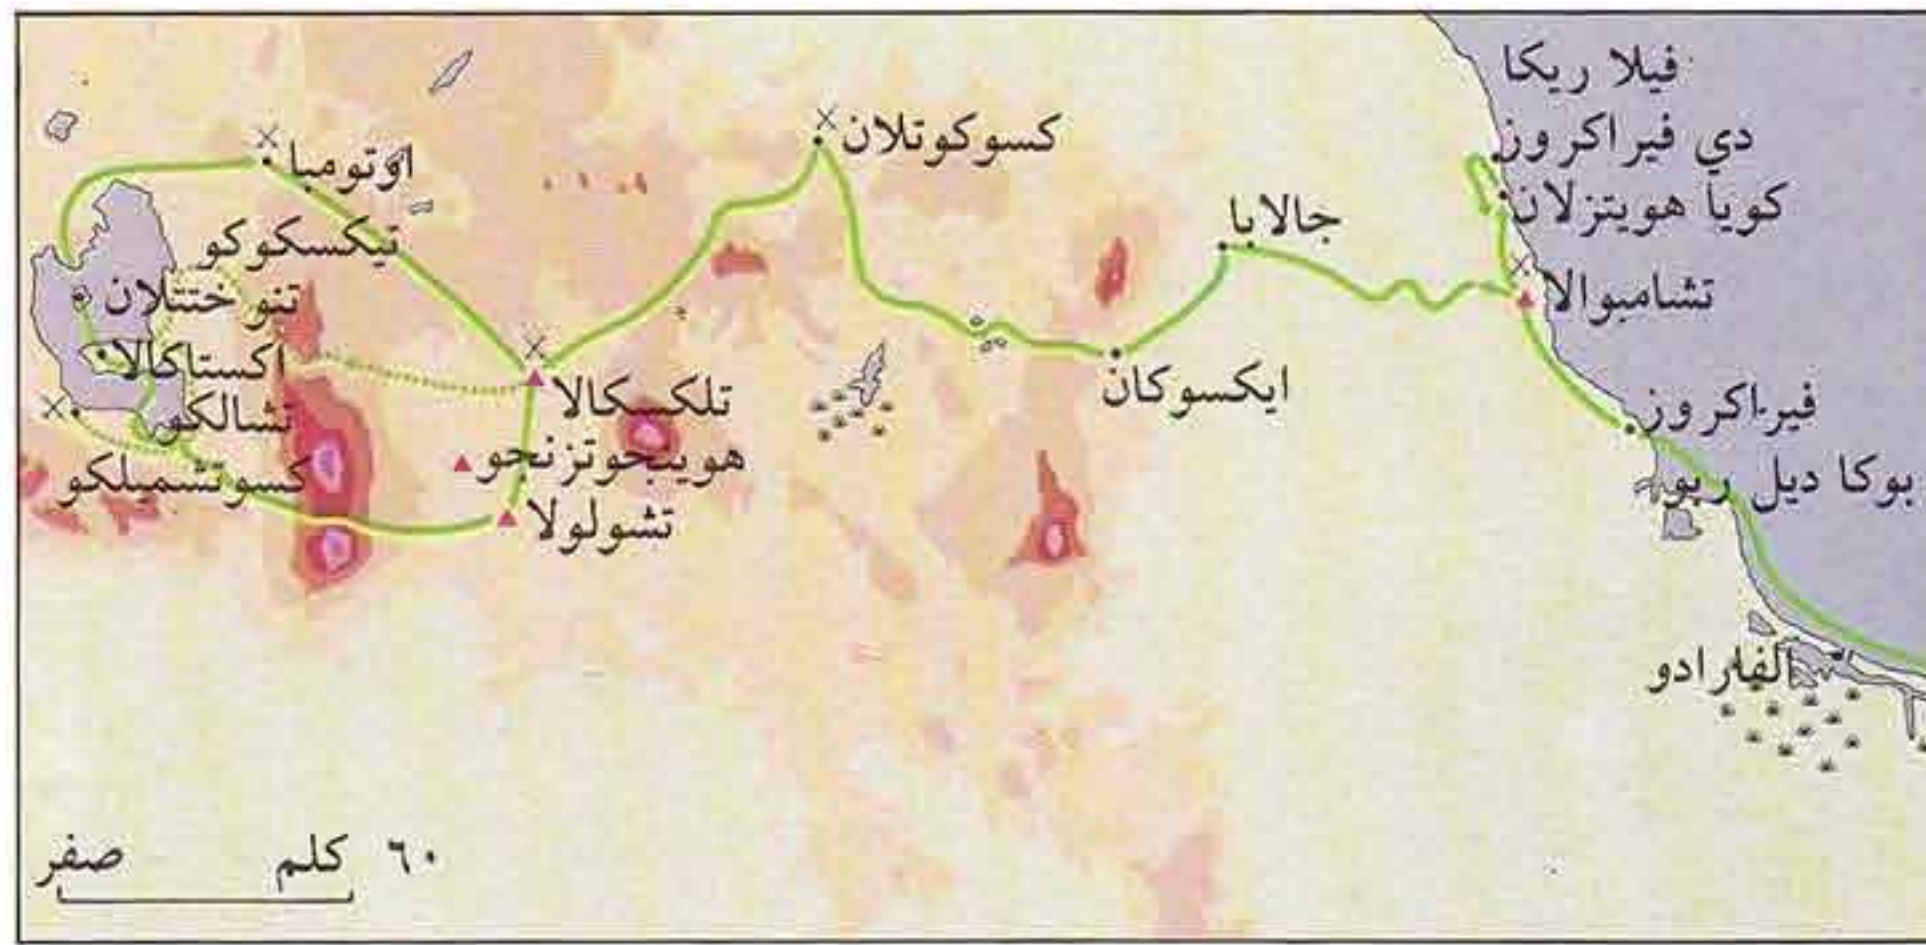 فيلا ريكا
دي فيراكروز
كويا هويتزلان
كسوكوتلان
اوتومبا
جالابا
تيكسكوكو
تنوختتلان
تشامبوالا
اكستاكالا
ايكسوكان
تلكسكالا
تشالكو
فيراكروز
هويبجوتزنجو
كسوتشميلكو
بوكا ديل ريو
تشولولا
الفارادو
صفر ٦٠ كلم